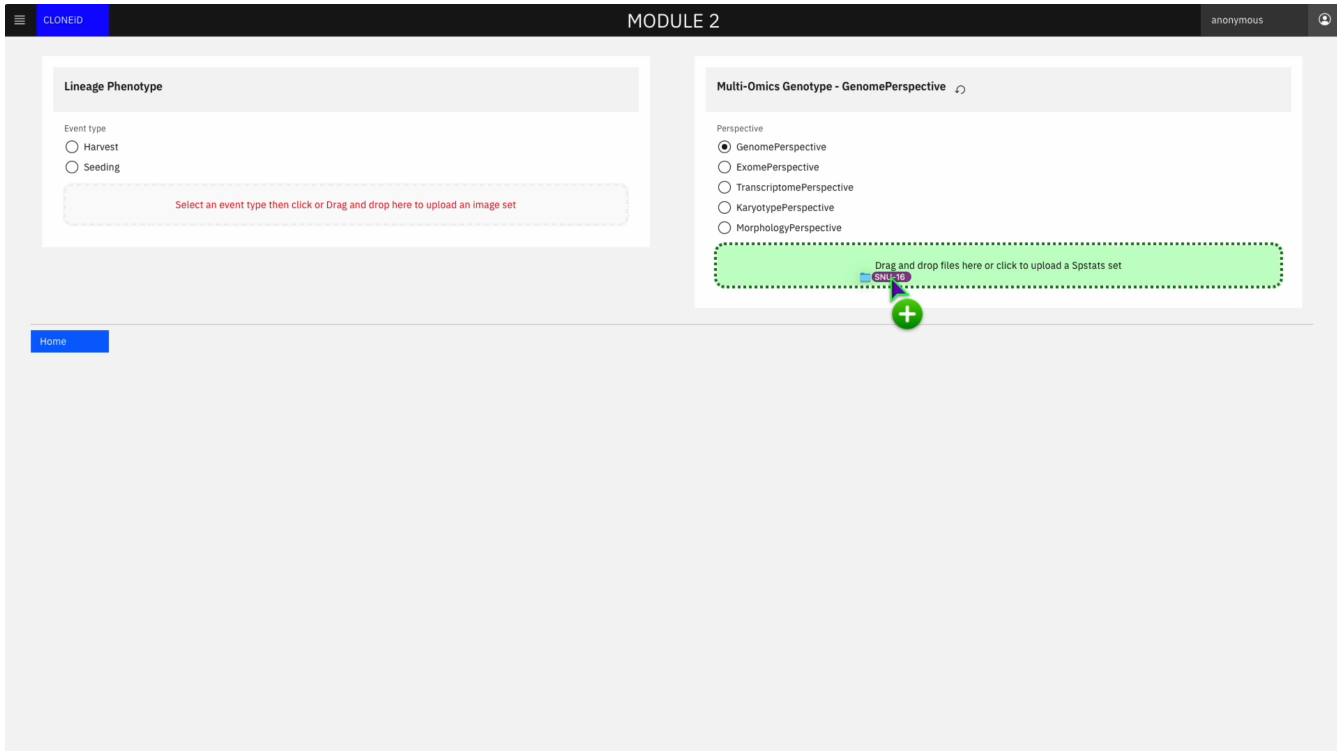 CLONEID
MODULE 2
anonymous
Lineage Phenotype
Event type
Harvest
Seeding
Select an event type then click or Drag and drop here to upload an image set
Multi-Omics Genotype - GenomePerspective
Perspective
GenomePerspective
ExomePerspective
TranscriptomePerspective
KaryotypePerspective
MorphologyPerspective
Drag and drop files here or click to upload a Spstats set
SNU-16
Home